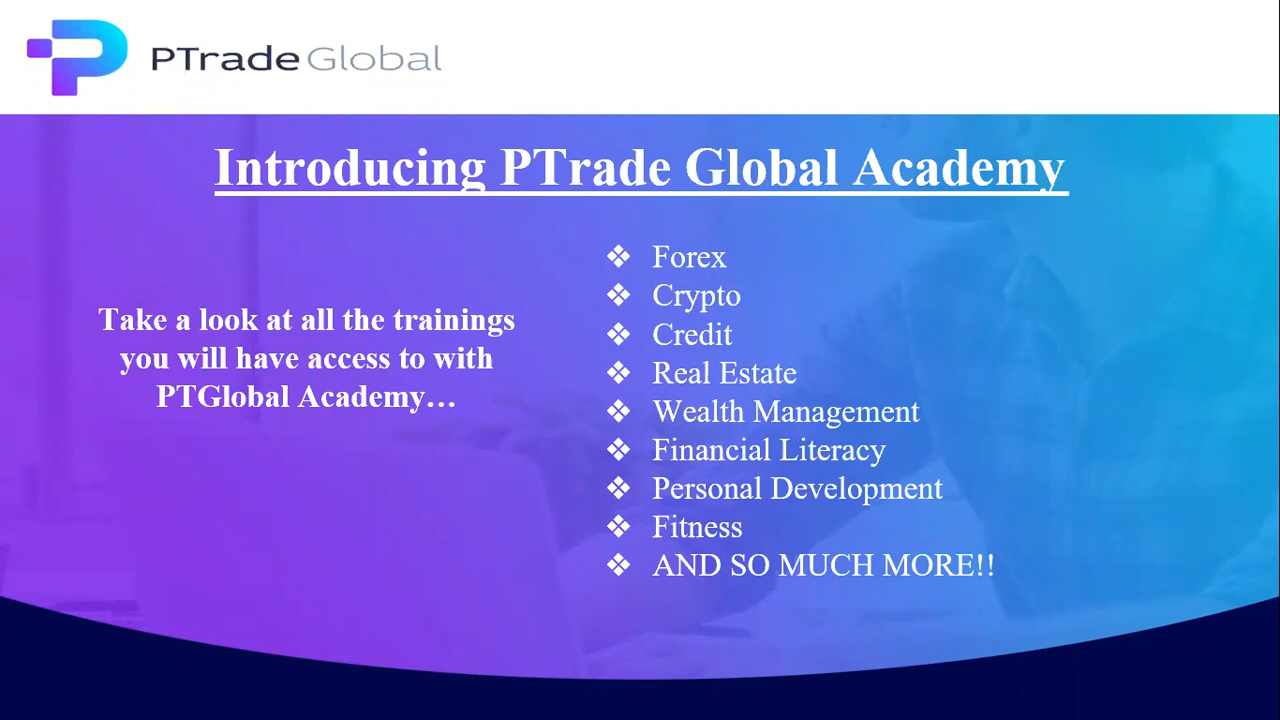 PTrade Global
Introducing PTrade Global Academy
Take a look at all the trainings
you will have access to with
PTGlobal Academy…
❖ Forex
❖ Crypto
❖ Credit
❖ Real Estate
❖ Wealth Management
❖ Financial Literacy
❖ Personal Development
❖ Fitness
❖ AND SO MUCH MORE!!